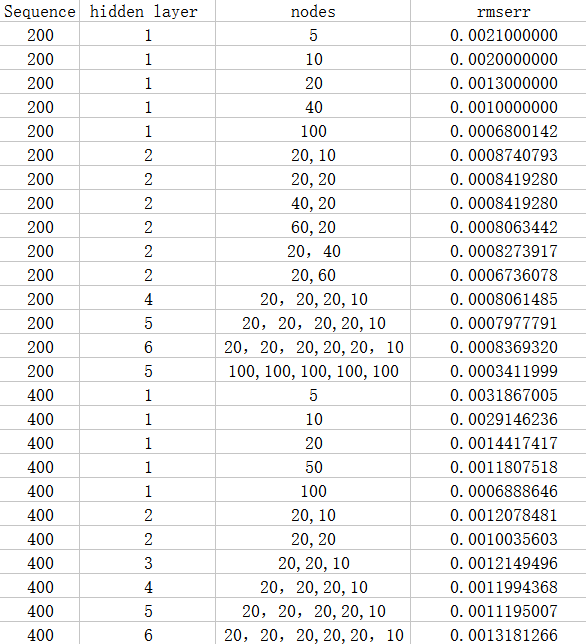 Sequence hidden layer nodes rmserr
200 1 5 0.0021000000
200 1 10 0.0020000000
200 1 20 0.0013000000
200 1 40 0.0010000000
200 1 100 0.0006800142
200 2 20,10 0.0008740793
200 2 20,20 0.0008419280
200 2 40,20 0.0008419280
200 2 60,20 0.0008063442
200 2 20，40 0.0008273917
200 2 20,60 0.0006736078
200 4 20，20,20,10 0.0008061485
200 5 20，20，20,20,10 0.0007977791
200 6 20，20，20,20,20，10 0.0008369320
200 5 100,100,100,100,100 0.0003411999
400 1 5 0.0031867005
400 1 10 0.0029146236
400 1 20 0.0014417417
400 1 50 0.0011807518
400 1 100 0.0006888646
400 2 20,10 0.0012078481
400 2 20,20 0.0010035603
400 3 20,20,10 0.0012149496
400 4 20，20,20,10 0.0011994368
400 5 20，20，20,20,10 0.0011195007
400 6 20，20，20,20,20，10 0.0013181266